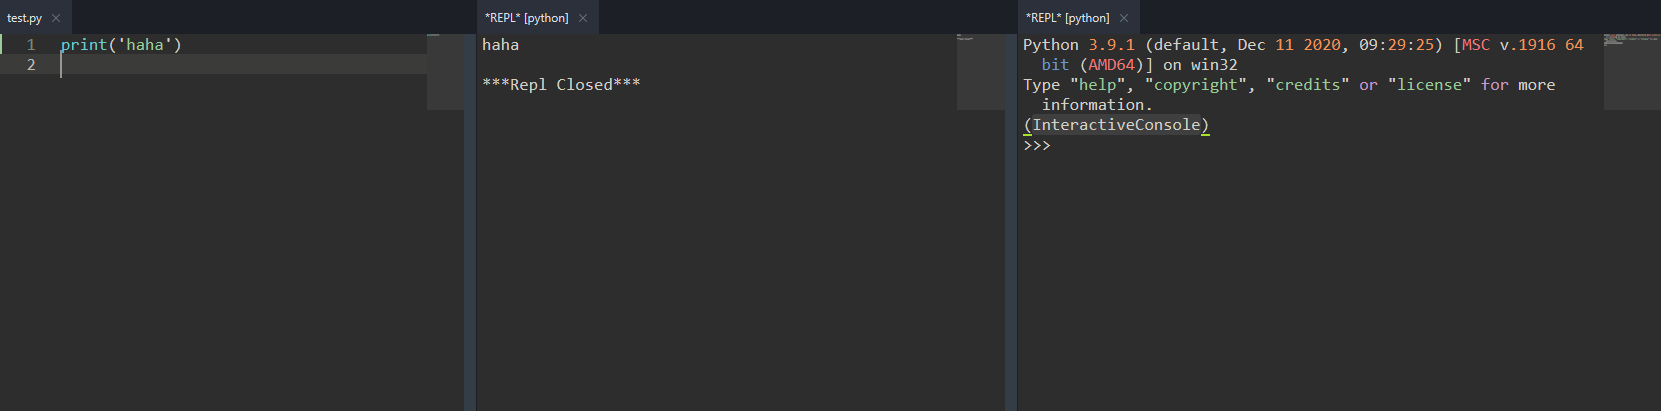 test.py ×
1 print('haha')
2
*REPL* [python] ×
haha
***Repl Closed***
*REPL* [python] ×
Python 3.9.1 (default, Dec 11 2020, 09:29:25) [MSC v.1916 64
bit (AMD64)] on win32
Type "help", "copyright", "credits" or "license" for more
information.
(InteractiveConsole)
>>>